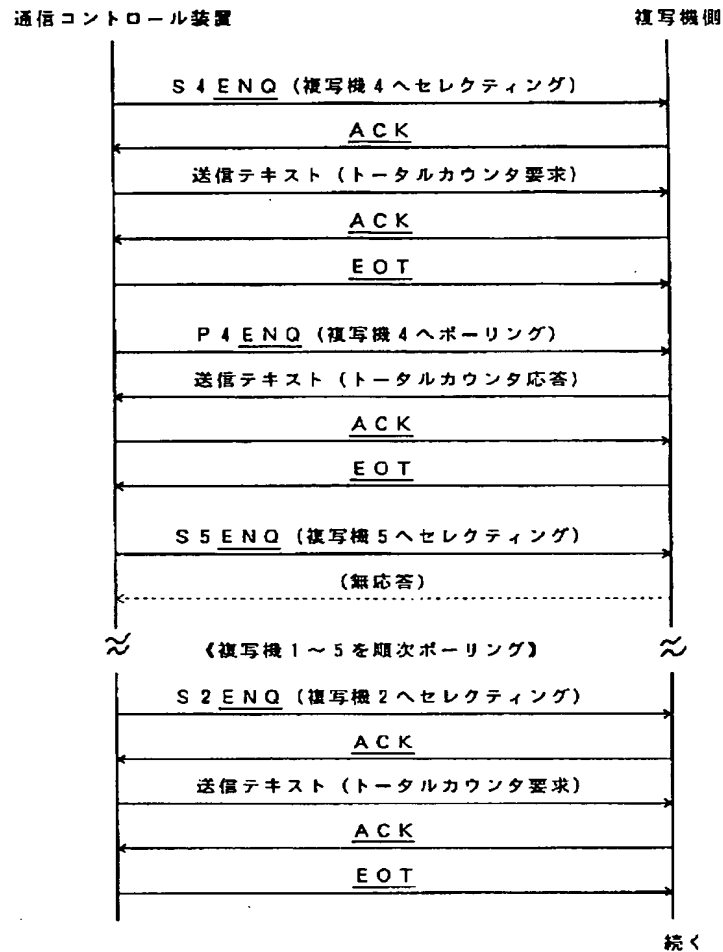 通信コントロール装置 複写機側
S4ENQ (複写機4へセレクティング)
ACK
送信テキスト (トータルカウンタ要求)
ACK
EOT
P4ENQ (複写機4へポーリング)
送信テキスト (トータルカウンタ応答)
ACK
EOT
S5ENQ (複写機5へセレクティング)
(無応答)
《複写機1~5を順次ポーリング》
S2ENQ (複写機2へセレクティング)
ACK
送信テキスト (トータルカウンタ要求)
ACK
EOT
続く